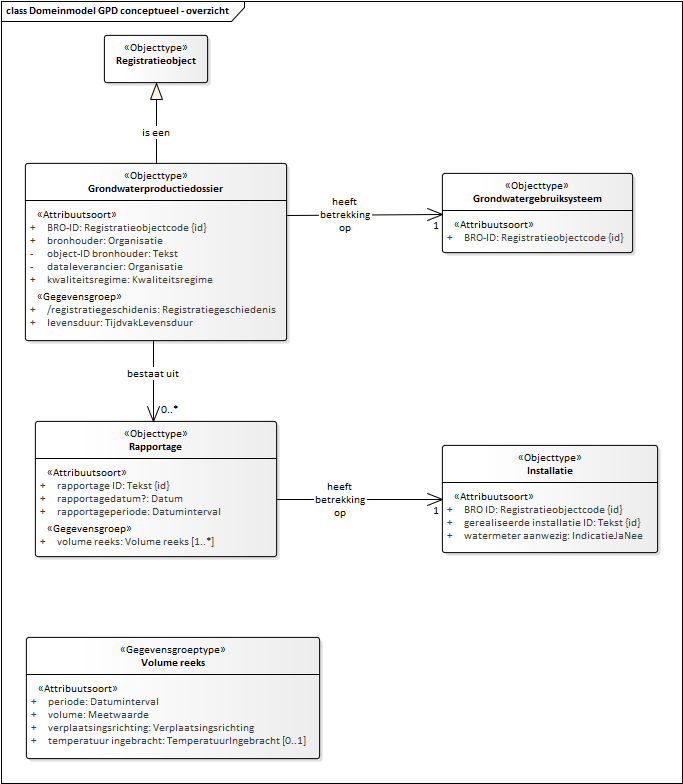 class Domeinmodel GPD conceptueel - overzicht
«Objecttype»
Registratieobject
is een
«Objecttype»
Grondwaterproductiedossier
«Attribuutsoort»
+ BRO-ID: Registratieobjectcode {id}
+ bronhouder: Organisatie
- object-ID bronhouder: Tekst
- dataleverancier: Organisatie
+ kwaliteitsregime: Kwaliteitsregime
«Gegevensgroep»
+ /registratiegeschidenis: Registratiegeschiedenis
+ levensduur: TijdvakLevensduur
heeft
betrekking
op
1
«Objecttype»
Grondwatergebruiksysteem
«Attribuutsoort»
+ BRO-ID: Registratieobjectcode {id}
bestaat uit
0..*
«Objecttype»
Rapportage
«Attribuutsoort»
+ rapportage ID: Tekst {id}
+ rapportagedatum?: Datum
+ rapportageperiode: Datuminterval
«Gegevensgroep»
+ volume reeks: Volume reeks [1..*]
heeft
betrekking
op
1
«Objecttype»
Installatie
«Attribuutsoort»
+ BRO ID: Registratieobjectcode {id}
+ gerealiseerde installatie ID: Tekst {id}
+ watermeter aanwezig: IndicatieJaNee
«Gegevensgroeptype»
Volume reeks
«Attribuutsoort»
+ periode: Datuminterval
+ volume: Meetwaarde
+ verplaatsingsrichting: Verplaatsingsrichting
+ temperatuur ingebracht: TemperatuurIngebracht [0..1]